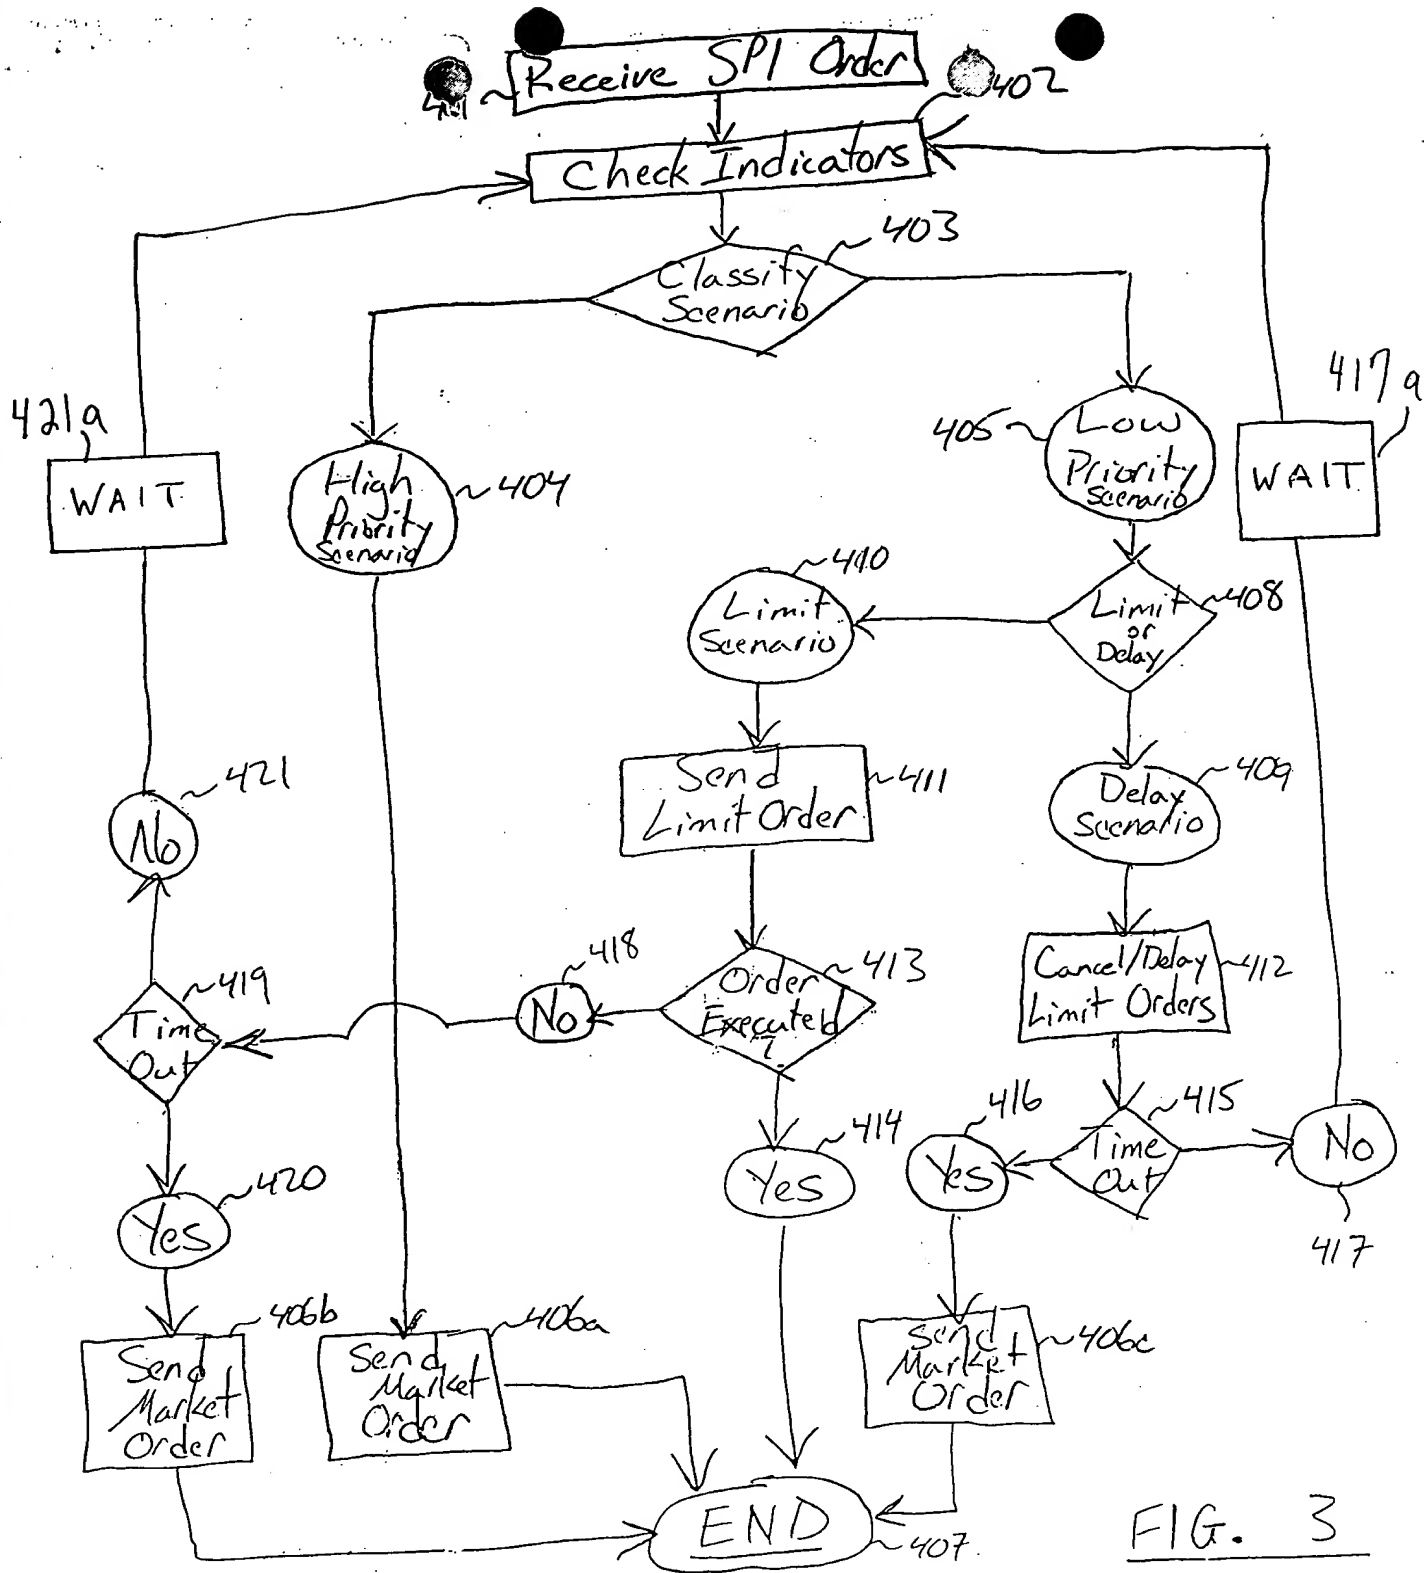 Receive SPI Order
401
402
Check Indicators
403
Classify
Scenario
421a
WAIT
High
Priority
Scenario
404
405
Low
Priority
Scenario
417a
WAIT
410
Limit
Scenario
Limit
or
Delay
408
Send
Limit Order
411
Delay
Scenario
409
421
No
418
No
Order
Executed
?
413
Cancel/Delay
Limit Orders
412
419
Time
Out
416
Yes
415
Time
Out
No
417
414
Yes
420
Yes
406b
Send
Market
Order
406a
Send
Market
Order
406c
Send
Market
Order
END
407
FIG. 3